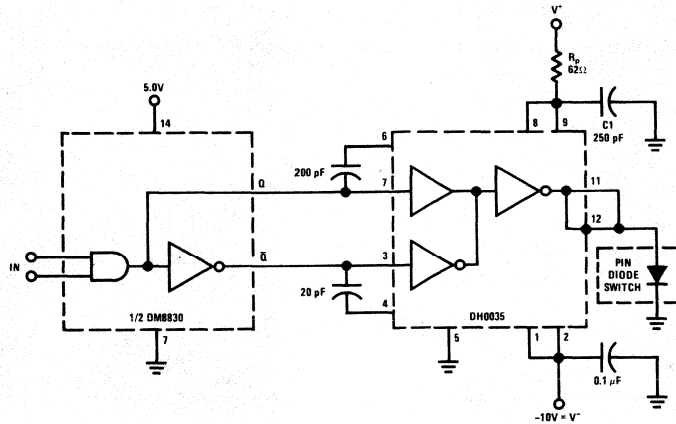 V⁺
Rp
62Ω
5.0V
14
8
9
C1
250 pF
6
200 pF
Q
7
11
12
IN
Q̅
3
20 pF
4
PIN
DIODE
SWITCH
1/2 DM8830
DH0035
7
5
1
2
0.1 μF
–10V = V⁻